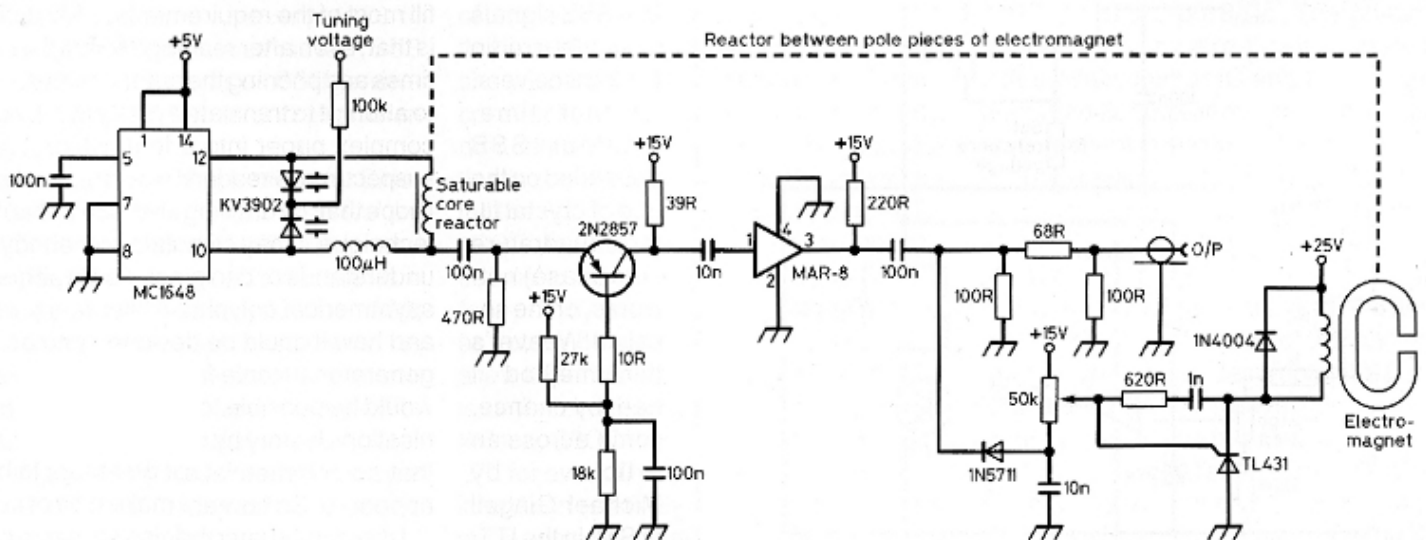 Tuning
voltage
+5V
100k
Reactor between pole pieces of electromagnet
1
14
5
12
100n
7
KV3902
8
10
MC1648
Saturable
core
reactor
100µH
100n
470R
2N2857
+15V
39R
+15V
27k
10R
18k
100n
10n
1
4
3
2
MAR-8
+15V
220R
100n
68R
100R
100R
O/P
+15V
50k
620R
1n
1N5711
10n
TL431
1N4004
+25V
Electro-
magnet